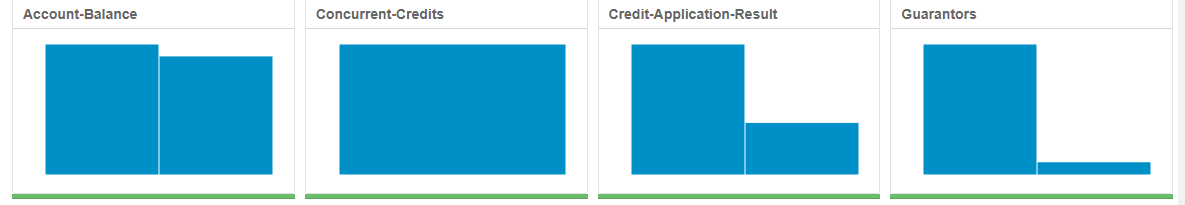 Account-Balance
Concurrent-Credits
Credit-Application-Result
Guarantors